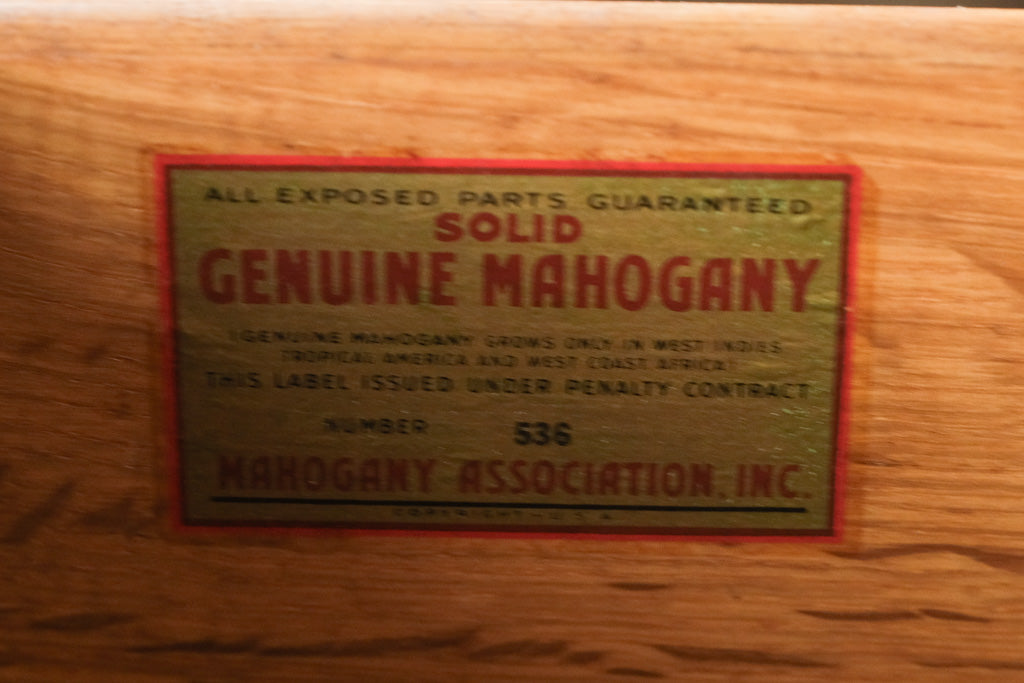 ALL EXPOSED PARTS GUARANTEED
SOLID
GENUINE MAHOGANY
(GENUINE MAHOGANY GROWS ONLY IN WEST INDIES
TROPICAL AMERICA AND WEST COAST AFRICA)
THIS LABEL ISSUED UNDER PENALTY CONTRACT
NUMBER 536
MAHOGANY ASSOCIATION, INC.
COPYRIGHT - U.S.A.